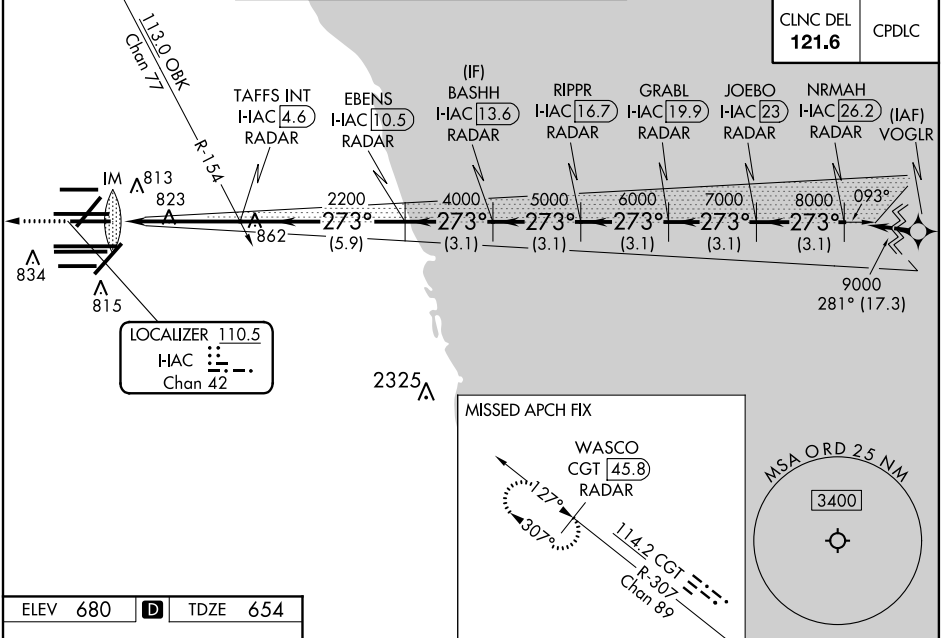 CLNC DEL
121.6
CPDLC
113.0 OBK
Chan 77
R-154
TAFFS INT
I-IAC 4.6
RADAR
EBENS
I-IAC 10.5
RADAR
(IF)
BASHH
I-IAC 13.6
RADAR
RIPPR
I-IAC 16.7
RADAR
GRABL
I-IAC 19.9
RADAR
JOEBO
I-IAC 23
RADAR
NRMAH
I-IAC 26.2
RADAR
(IAF)
VOGLR
IM
813
823
862
834
815
2200
273°
(5.9)
4000
273°
(3.1)
5000
273°
(3.1)
6000
273°
(3.1)
7000
273°
(3.1)
8000
273°
(3.1)
093°
9000
281° (17.3)
LOCALIZER 110.5
I-IAC
Chan 42
2325
MISSED APCH FIX
WASCO
CGT 45.8
RADAR
127°
307°
114.2 CGT
R-307
Chan 89
MSA ORD 25 NM
3400
ELEV 680 D TDZE 654